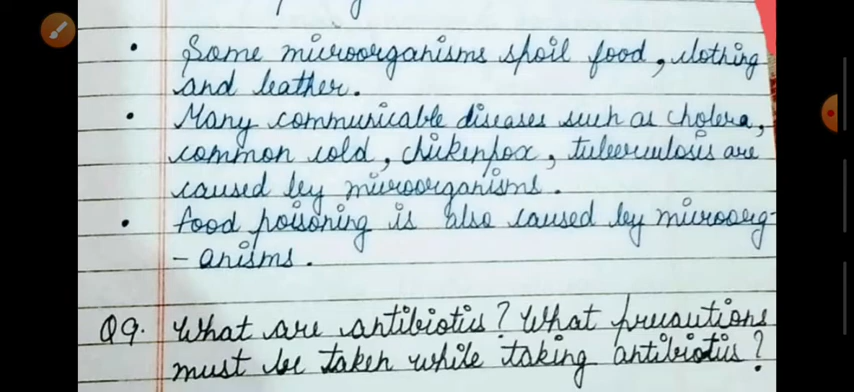 • Some microorganisms spoil food, clothing
and leather.
• Many communicable diseases such as cholera,
common cold, chickenpox, tuberculosis are
caused by microorganisms.
• food poisoning is also caused by microorg-
-anisms.
Q9. What are antibiotics? What precautions
must be taken while taking antibiotics?